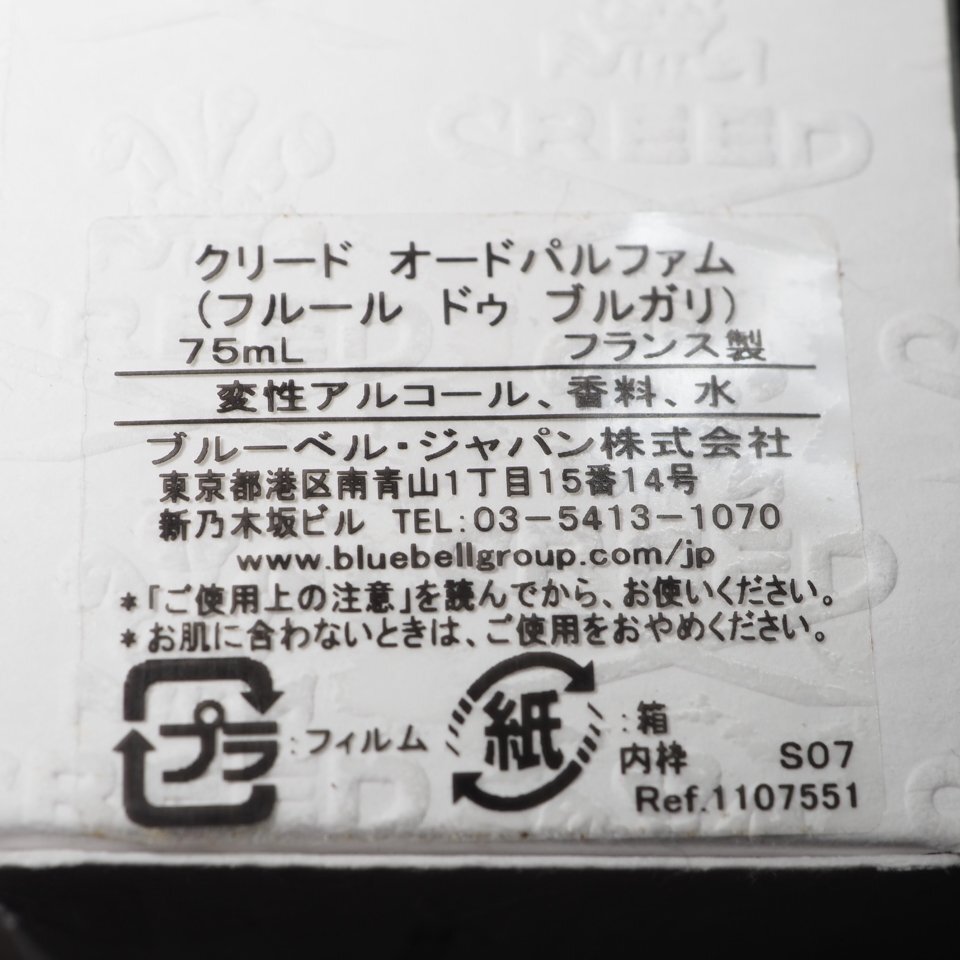 CREED
クリード オードパルファム
(フルール ドゥ ブルガリ)
75mL フランス製
変性アルコール、香料、水
ブルーベル・ジャパン株式会社
東京都港区南青山1丁目15番14号
新乃木坂ビル TEL:03-5413-1070
www.bluebellgroup.com/jp
*「ご使用上の注意」を読んでから、お使いください。
*お肌に合わないときは、ご使用をおやめください。
プラ :フィルム 紙 :箱
内枠 S07
Ref.1107551